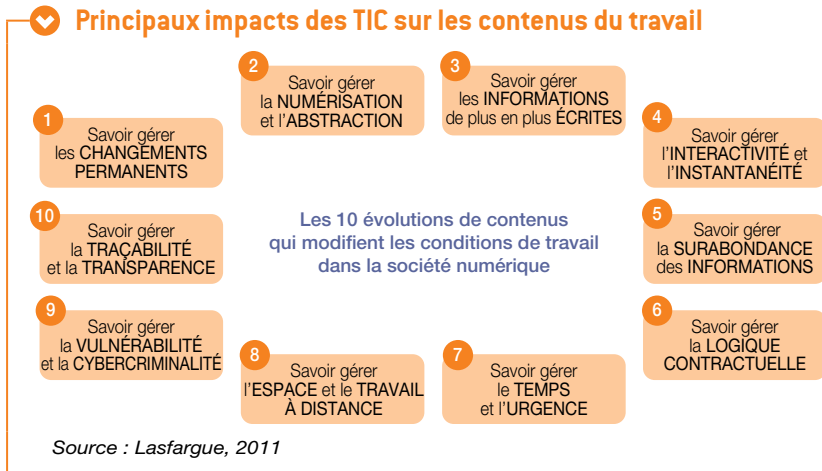 Principaux impacts des TIC sur les contenus du travail
1
Savoir gérer
les CHANGEMENTS
PERMANENTS
2
Savoir gérer
la NUMÉRISATION
et l'ABSTRACTION
3
Savoir gérer
les INFORMATIONS
de plus en plus ÉCRITES
4
Savoir gérer
l'INTERACTIVITÉ et
l'INSTANTANÉITÉ
5
Savoir gérer
la SURABONDANCE
des INFORMATIONS
6
Savoir gérer
la LOGIQUE
CONTRACTUELLE
7
Savoir gérer
le TEMPS
et l'URGENCE
8
Savoir gérer
l'ESPACE et le TRAVAIL
À DISTANCE
9
Savoir gérer
la VULNÉRABILITÉ
et la CYBERCRIMINALITÉ
10
Savoir gérer
la TRAÇABILITÉ
et la TRANSPARENCE
Les 10 évolutions de contenus
qui modifient les conditions de travail
dans la société numérique
Source : Lasfargue, 2011